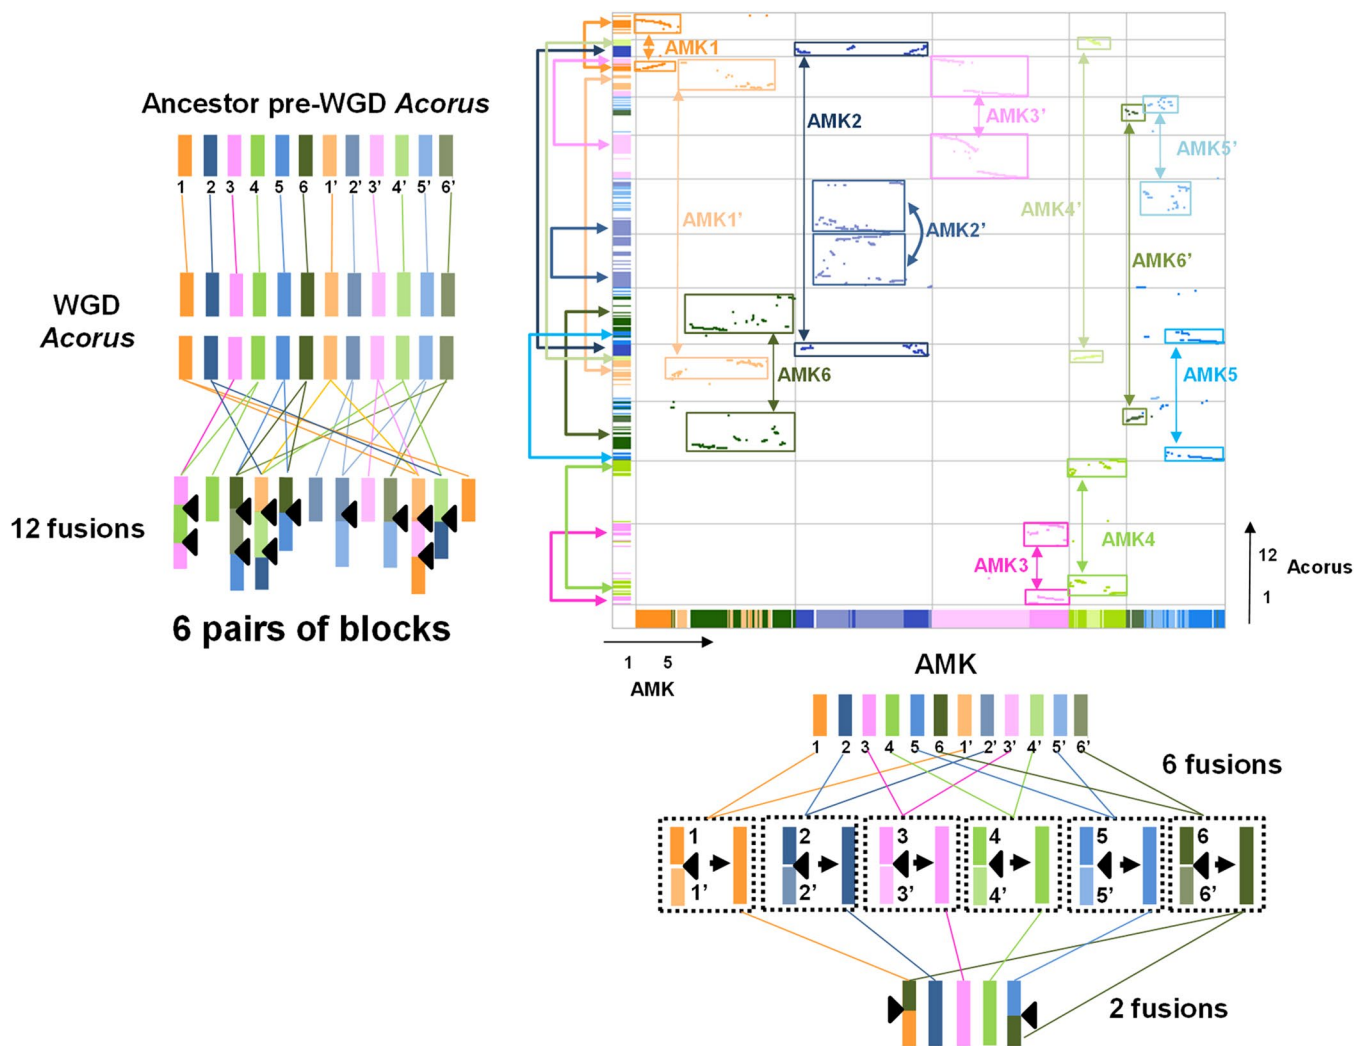 Ancestor pre-WGD Acorus
1 2 3 4 5 6 1’ 2’ 3’ 4’ 5’ 6’
WGD
Acorus
12 fusions
6 pairs of blocks
AMK1
AMK2
AMK3’
AMK5’
AMK1’
AMK4’
AMK2’
AMK6’
AMK6
AMK5
AMK4
AMK3
12
Acorus
1
1 5
AMK
AMK
1 2 3 4 5 6 1’ 2’ 3’ 4’ 5’ 6’
6 fusions
1 2 3 4 5 6
1’ 2’ 3’ 4’ 5’ 6’
2 fusions